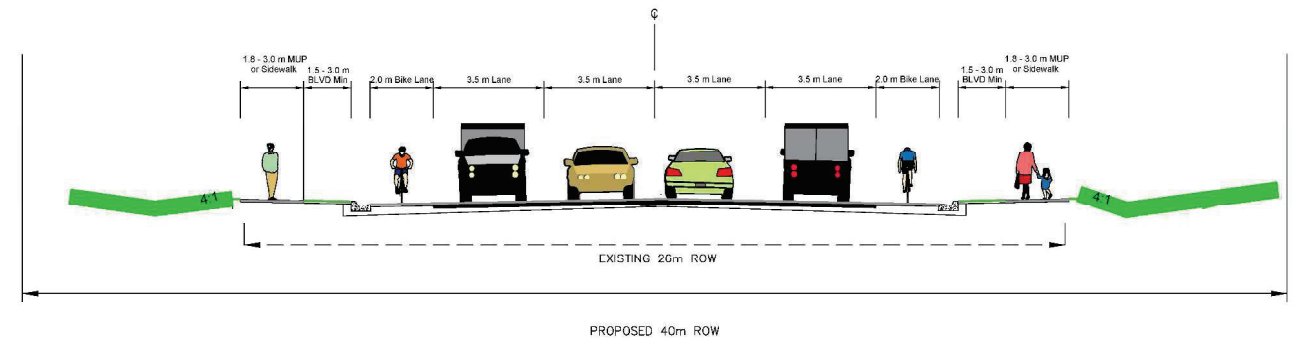 ℄
1.8 - 3.0 m MUP
or Sidewalk
1.5 - 3.0 m
BLVD Min
2.0 m Bike Lane
3.5 m Lane
3.5 m Lane
3.5 m Lane
3.5 m Lane
2.0 m Bike Lane
1.5 - 3.0 m
BLVD Min
1.8 - 3.0 m MUP
or Sidewalk
4:1
4:1
EXISTING 26m ROW
PROPOSED 40m ROW